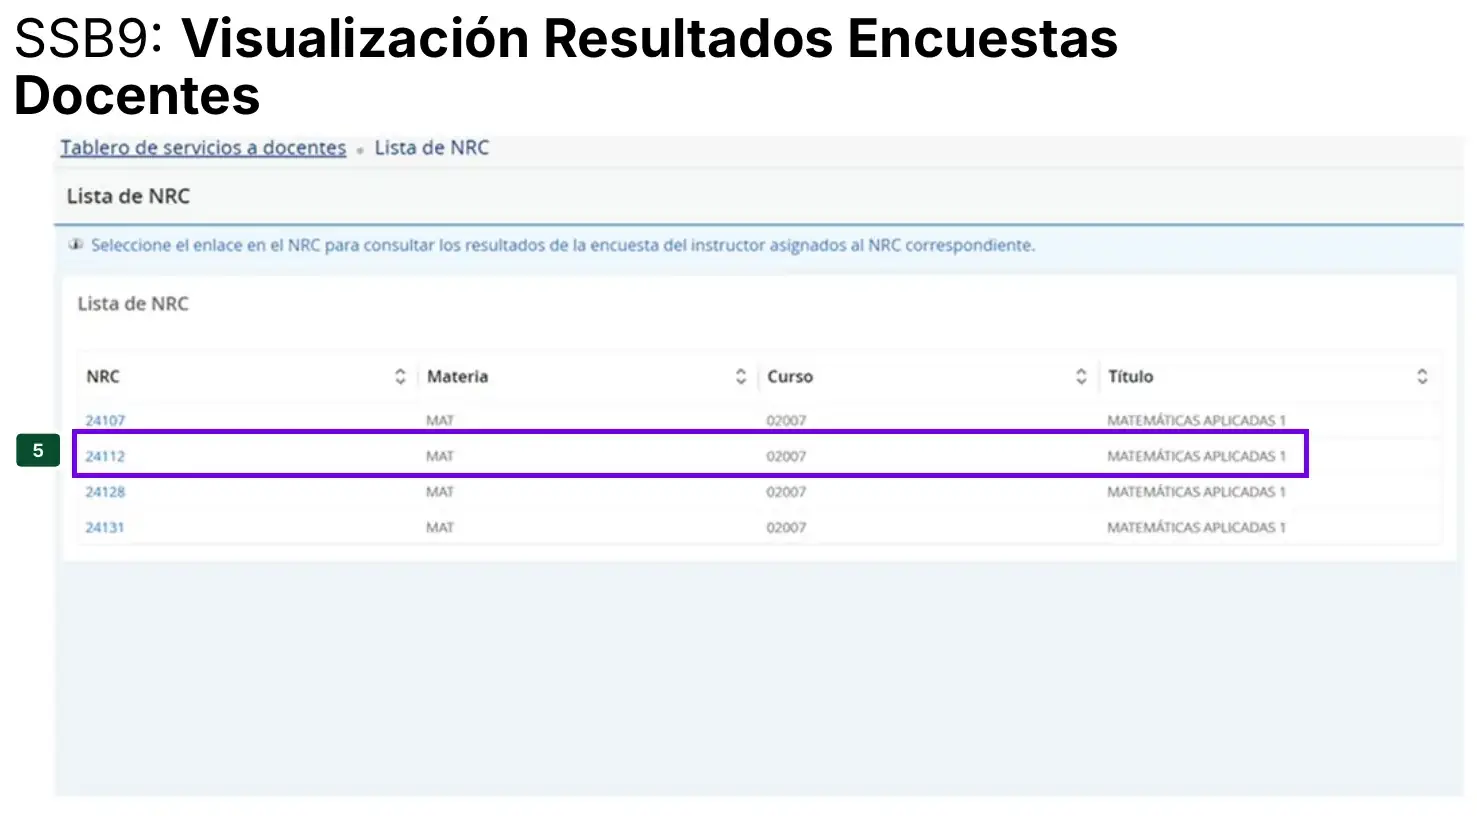 SSB9: Visualización Resultados Encuestas
Docentes
Tablero de servicios a docentes • Lista de NRC
Lista de NRC
Seleccione el enlace en el NRC para consultar los resultados de la encuesta del instructor asignados al NRC correspondiente.
Lista de NRC
NRC Materia Curso Título
24107 MAT 02007 MATEMÁTICAS APLICADAS 1
5 24112 MAT 02007 MATEMÁTICAS APLICADAS 1
24128 MAT 02007 MATEMÁTICAS APLICADAS 1
24131 MAT 02007 MATEMÁTICAS APLICADAS 1